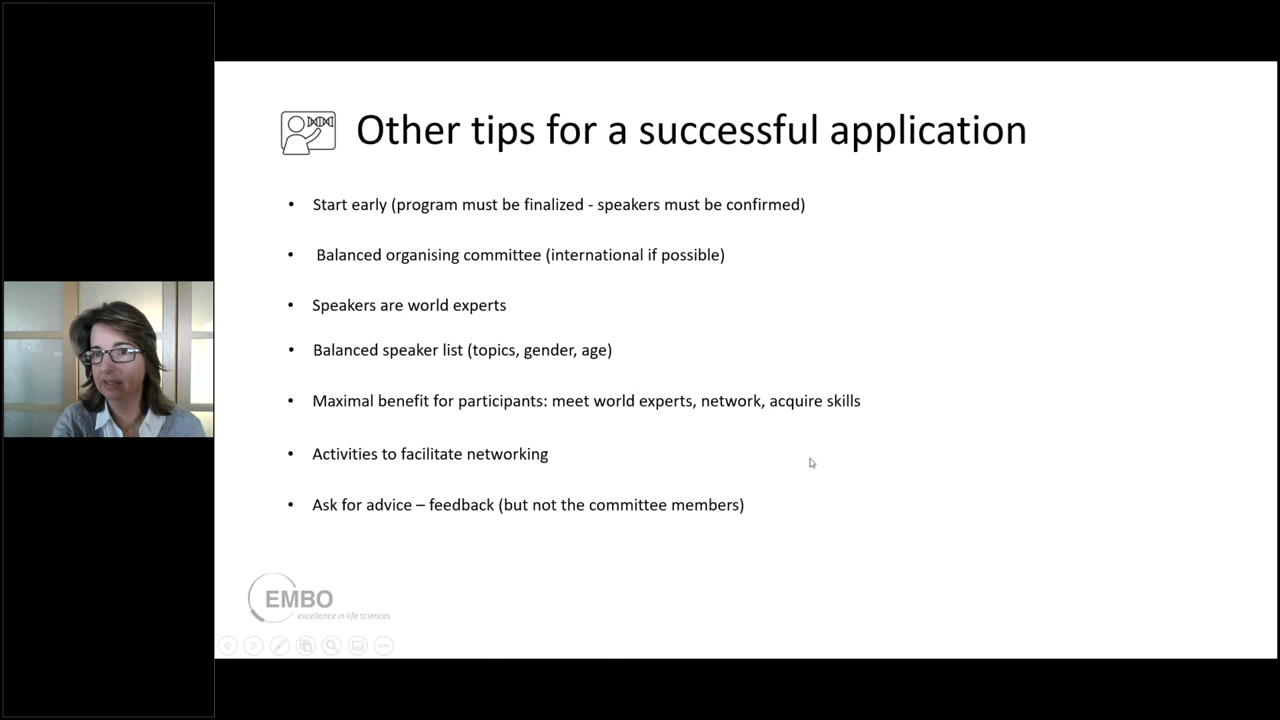 Other tips for a successful application
• Start early (program must be finalized - speakers must be confirmed)
• Balanced organising committee (international if possible)
• Speakers are world experts
• Balanced speaker list (topics, gender, age)
• Maximal benefit for participants: meet world experts, network, acquire skills
• Activities to facilitate networking
• Ask for advice – feedback (but not the committee members)
EMBO
excellence in life sciences